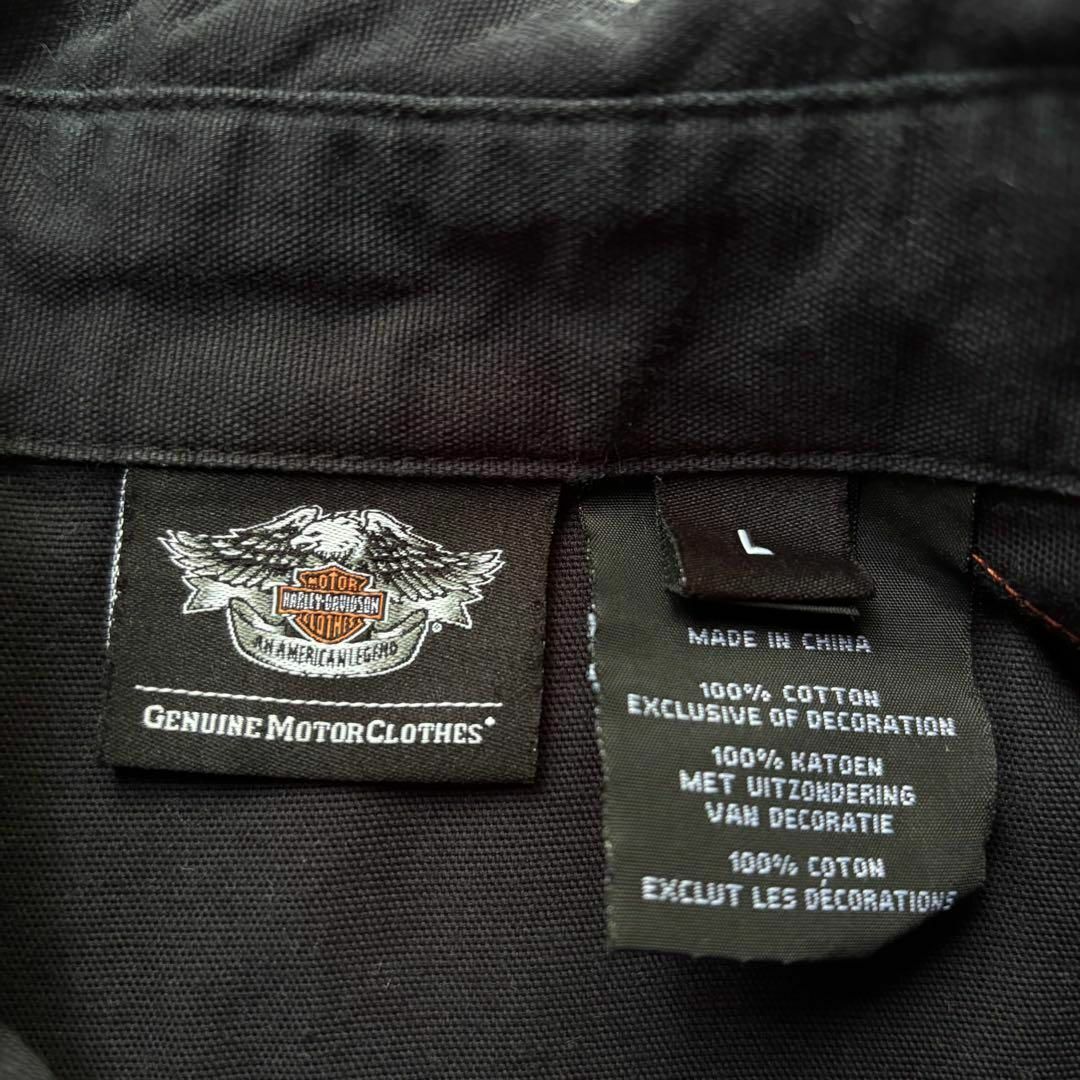 MOTOR
HARLEY-DAVIDSON
CLOTHES
®
AN AMERICAN LEGEND
GENUINE MOTORCLOTHES®
L
MADE IN CHINA
100% COTTON
EXCLUSIVE OF DECORATION
100% KATOEN
MET UITZONDERING
VAN DECORATIE
100% COTON
EXCLUT LES DÉCORATIONS